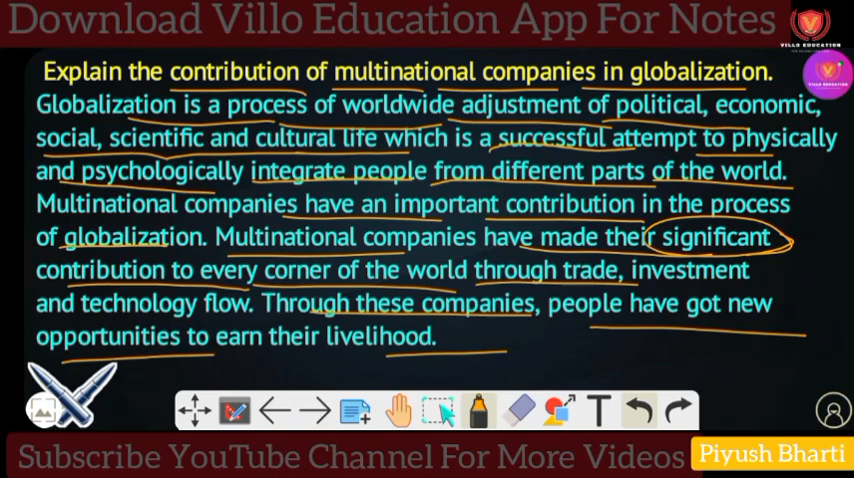 Download Villo Education App For Notes
VILLO EDUCATION
Explain the contribution of multinational companies in globalization.
VILLO EDUCATION
Globalization is a process of worldwide adjustment of political, economic,
social, scientific and cultural life which is a successful attempt to physically
and psychologically integrate people from different parts of the world.
Multinational companies have an important contribution in the process
of globalization. Multinational companies have made their significant
contribution to every corner of the world through trade, investment
and technology flow. Through these companies, people have got new
opportunities to earn their livelihood.
T
Subscribe YouTube Channel For More Videos
Piyush Bharti